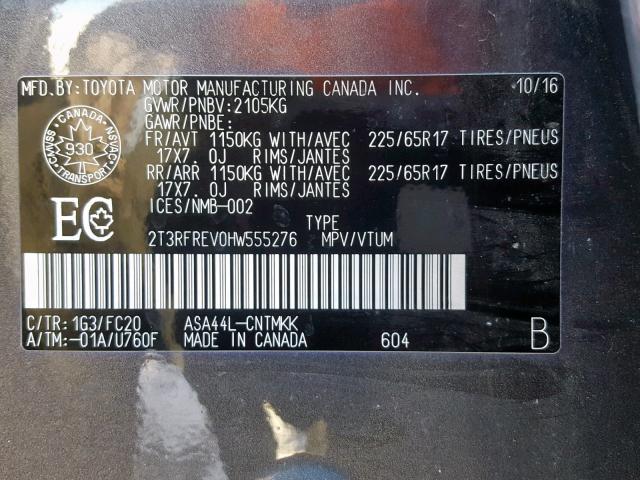 MFD.BY:TOYOTA MOTOR MANUFACTURING CANADA INC. 10/16
GVWR/PNBV:2105KG
GAWR/PNBE:
FR/AVT 1150KG WITH/AVEC 225/65R17 TIRES/PNEUS
17X7.0J RIMS/JANTES
RR/ARR 1150KG WITH/AVEC 225/65R17 TIRES/PNEUS
17X7.0J RIMS/JANTES
ICES/NMB-002
CANADA
CMVSS
930
NSVAC
TRANSPORT
EC
TYPE
2T3RFREV0HW555276 MPV/VTUM
C/TR: 1G3/FC20 ASA44L-CNTMKK
A/TM:-01A/U760F MADE IN CANADA 604 B